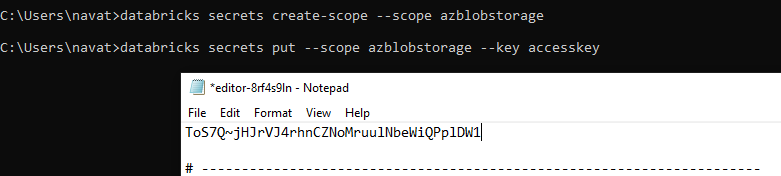 C:\Users\navat>databricks secrets create-scope --scope azblobstorage
C:\Users\navat>databricks secrets put --scope azblobstorage --key accesskey
*editor-8rf4s9ln - Notepad
File Edit Format View Help
ToS7Q~jHJrVJ4rhnCZNoMruulNbeWiQPplDW1
# ----------------------------------------------------------------------